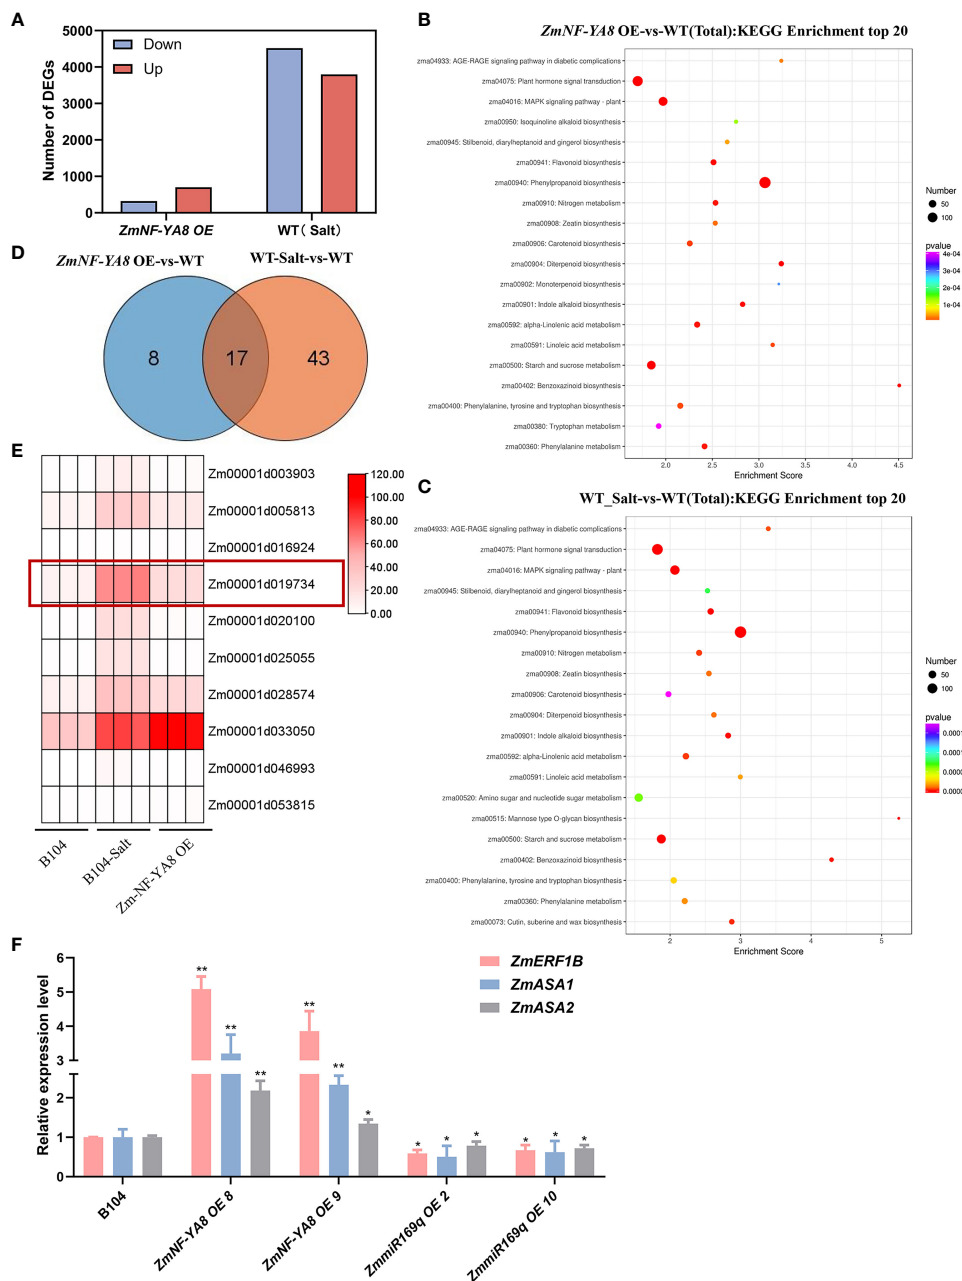 A
Number of DEGs
5000
4000
3000
2000
1000
0
Down
Up
ZmNF-YA8 OE
WT( Salt)
B
ZmNF-YA8 OE-vs-WT(Total):KEGG Enrichment top 20
zma04933: AGE-RAGE signaling pathway in diabetic complications
zma04075: Plant hormone signal transduction
zma04016: MAPK signaling pathway - plant
zma00950: Isoquinoline alkaloid biosynthesis
zma00945: Stilbenoid, diarylheptanoid and gingerol biosynthesis
zma00941: Flavonoid biosynthesis
zma00940: Phenylpropanoid biosynthesis
zma00910: Nitrogen metabolism
zma00908: Zeatin biosynthesis
zma00906: Carotenoid biosynthesis
zma00904: Diterpenoid biosynthesis
zma00902: Monoterpenoid biosynthesis
zma00901: Indole alkaloid biosynthesis
zma00592: alpha-Linolenic acid metabolism
zma00591: Linoleic acid metabolism
zma00500: Starch and sucrose metabolism
zma00402: Benzoxazinoid biosynthesis
zma00400: Phenylalanine, tyrosine and tryptophan biosynthesis
zma00380: Tryptophan metabolism
zma00360: Phenylalanine metabolism
2.0 2.5 3.0 3.5 4.0 4.5
Enrichment Score
Number
50
100
pvalue
4e-04
3e-04
2e-04
1e-04
C
WT_Salt-vs-WT(Total):KEGG Enrichment top 20
zma04933: AGE-RAGE signaling pathway in diabetic complications
zma04075: Plant hormone signal transduction
zma04016: MAPK signaling pathway - plant
zma00945: Stilbenoid, diarylheptanoid and gingerol biosynthesis
zma00941: Flavonoid biosynthesis
zma00940: Phenylpropanoid biosynthesis
zma00910: Nitrogen metabolism
zma00908: Zeatin biosynthesis
zma00906: Carotenoid biosynthesis
zma00904: Diterpenoid biosynthesis
zma00901: Indole alkaloid biosynthesis
zma00592: alpha-Linolenic acid metabolism
zma00591: Linoleic acid metabolism
zma00520: Amino sugar and nucleotide sugar metabolism
zma00515: Mannose type O-glycan biosynthesis
zma00500: Starch and sucrose metabolism
zma00402: Benzoxazinoid biosynthesis
zma00400: Phenylalanine, tyrosine and tryptophan biosynthesis
zma00360: Phenylalanine metabolism
zma00073: Cutin, suberine and wax biosynthesis
2 3 4 5
Enrichment Score
Number
50
100
pvalue
0.0001
0.0001
0.0000
0.0000
D
ZmNF-YA8 OE-vs-WT
WT-Salt-vs-WT
8 17 43
E
Zm00001d003903
Zm00001d005813
Zm00001d016924
Zm00001d019734
Zm00001d020100
Zm00001d025055
Zm00001d028574
Zm00001d033050
Zm00001d046993
Zm00001d053815
120.00
100.00
80.00
60.00
40.00
20.00
0.00
B104
B104-Salt
Zm-NF-YA8 OE
F
Relative expression level
6
5
4
3
2
1
0
** ** **
** ** *
* * *
* * *
ZmERF1B
ZmASA1
ZmASA2
B104
ZmNF-YA8 OE 8
ZmNF-YA8 OE 9
ZmmiR169q OE 2
ZmmiR169q OE 10